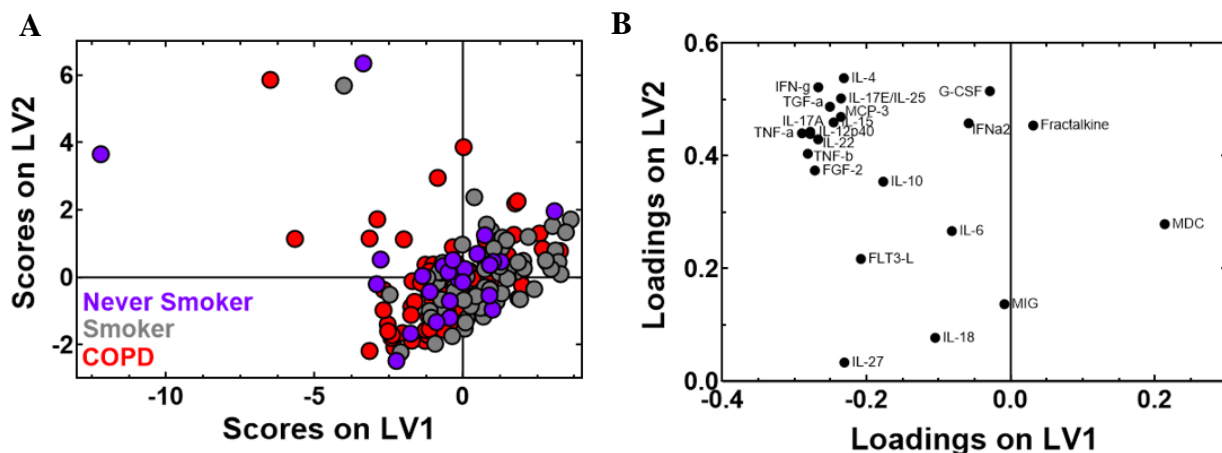 A
Scores on LV2
6
4
2
0
-2
Never Smoker
Smoker
COPD
-10
-5
0
Scores on LV1
B
Loadings on LV2
0.6
0.4
0.2
0.0
IL-4
IFN-g
IL-17E/IL-25
TGF-a
MCP-3
IL-17A
IL-15
TNF-a
IL-12p40
IL-22
TNF-b
FGF-2
G-CSF
IFNa2
Fractalkine
IL-10
MDC
IL-6
FLT3-L
MIG
IL-18
IL-27
-0.4
-0.2
0.0
0.2
Loadings on LV1